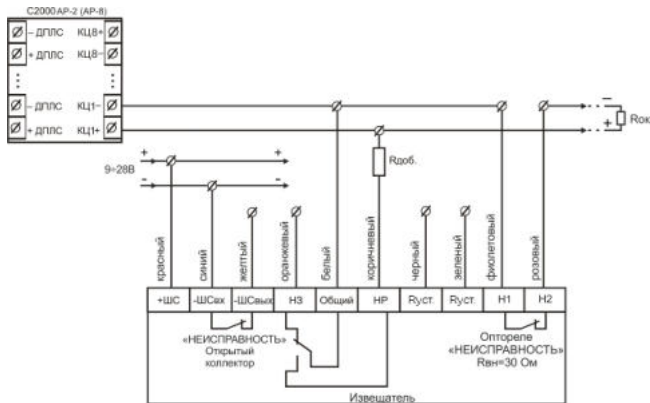 С2000 АР-2 (АР-8)
– ДПЛС КЦ8+
+ ДПЛС КЦ8–
– ДПЛС КЦ1–
+ ДПЛС КЦ1+
–
+
Rок
+ +
9÷28В
- -
Rдоб.
красный
синий
желтый
оранжевый
белый
коричневый
черный
зеленый
фиолетовый
розовый
+ШС -ШСвх -ШСвых НЗ Общий НР Rуст. Rуст. Н1 Н2
«НЕИСПРАВНОСТЬ»
Открытый
коллектор
Оптореле
«НЕИСПРАВНОСТЬ»
Rвн=30 Ом
Извещатель